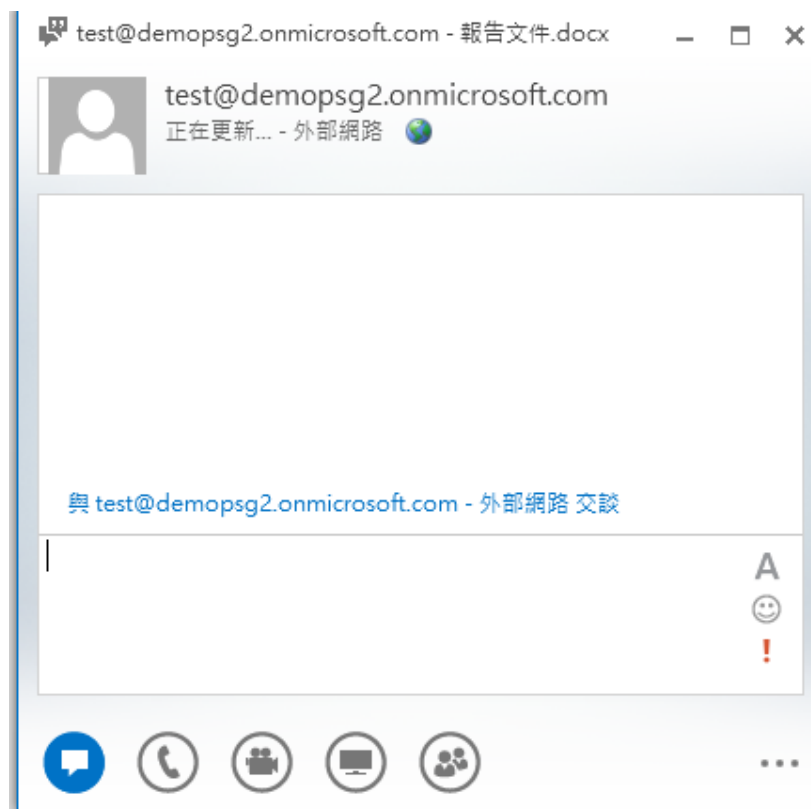 test@demopsg2.onmicrosoft.com - 報告文件.docx
test@demopsg2.onmicrosoft.com
正在更新... - 外部網路
與 test@demopsg2.onmicrosoft.com - 外部網路 交談
A
!